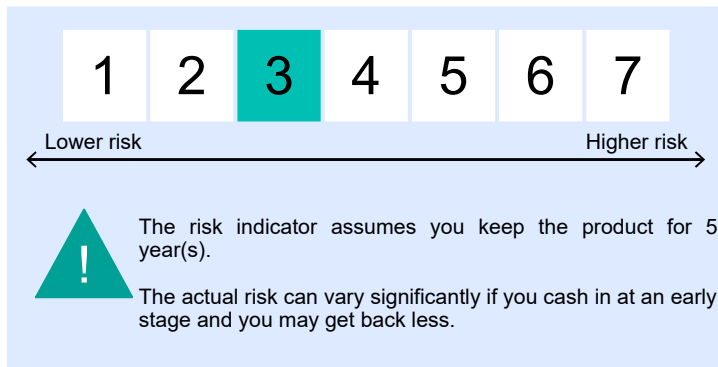 1 2 3 4 5 6 7
Lower risk Higher risk
!
The risk indicator assumes you keep the product for 5
year(s).
The actual risk can vary significantly if you cash in at an early
stage and you may get back less.